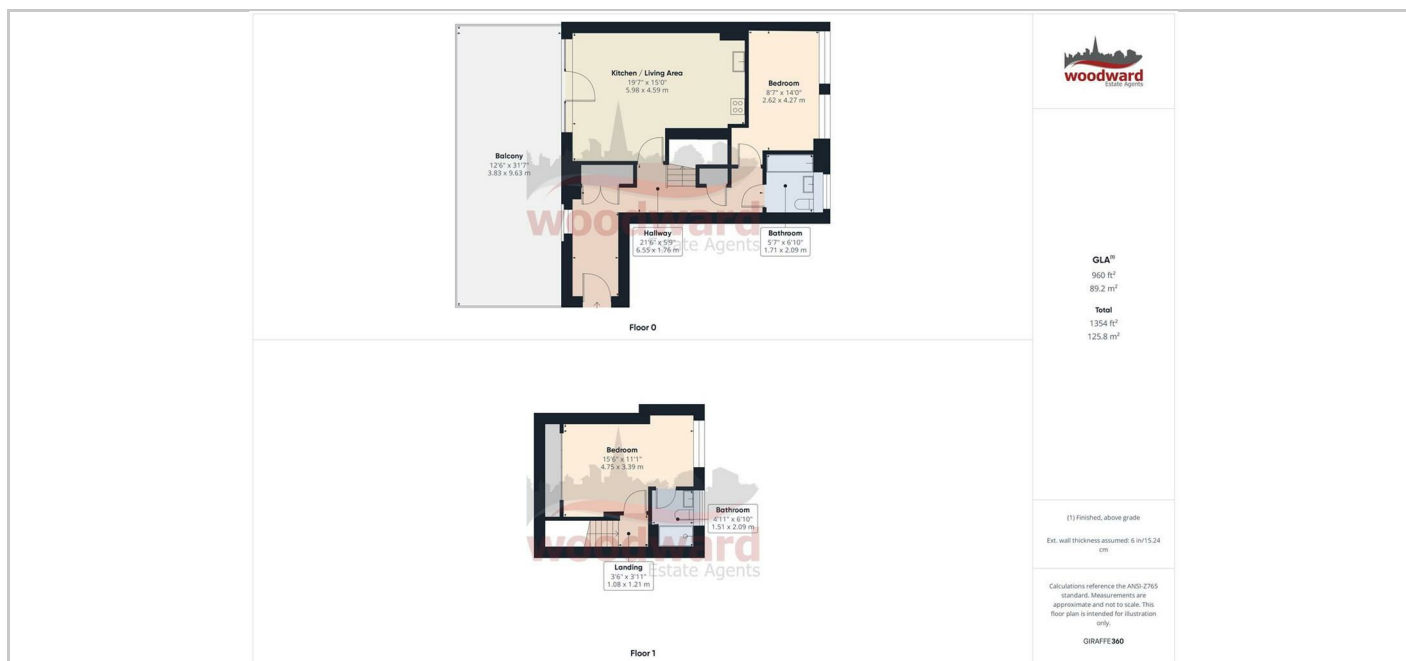 Kitchen / Living Area
19'7" x 15'0"
5.98 x 4.59 m
Bedroom
8'7" x 14'0"
2.62 x 4.27 m
Balcony
12'6" x 31'7"
3.83 x 9.63 m
woodward
Estate Agents
Hallway
21'6" x 5'9"
6.55 x 1.76 m
Bathroom
5'7" x 6'10"
1.71 x 2.09 m
Floor 0
Bedroom
15'6" x 11'1"
4.75 x 3.39 m
Bathroom
4'11" x 6'10"
1.51 x 2.09 m
woodward
Estate Agents
Landing
3'6" x 3'11"
1.08 x 1.21 m
Floor 1
woodward
Estate Agents
GLA⁽¹⁾
960 ft²
89.2 m²
Total
1354 ft²
125.8 m²
(1) Finished, above grade
Ext. wall thickness assumed: 6 in/15.24
cm
Calculations reference the ANSI-Z765
standard. Measurements are
approximate and not to scale. This
floor plan is intended for illustration
only.
GIRAFFE360